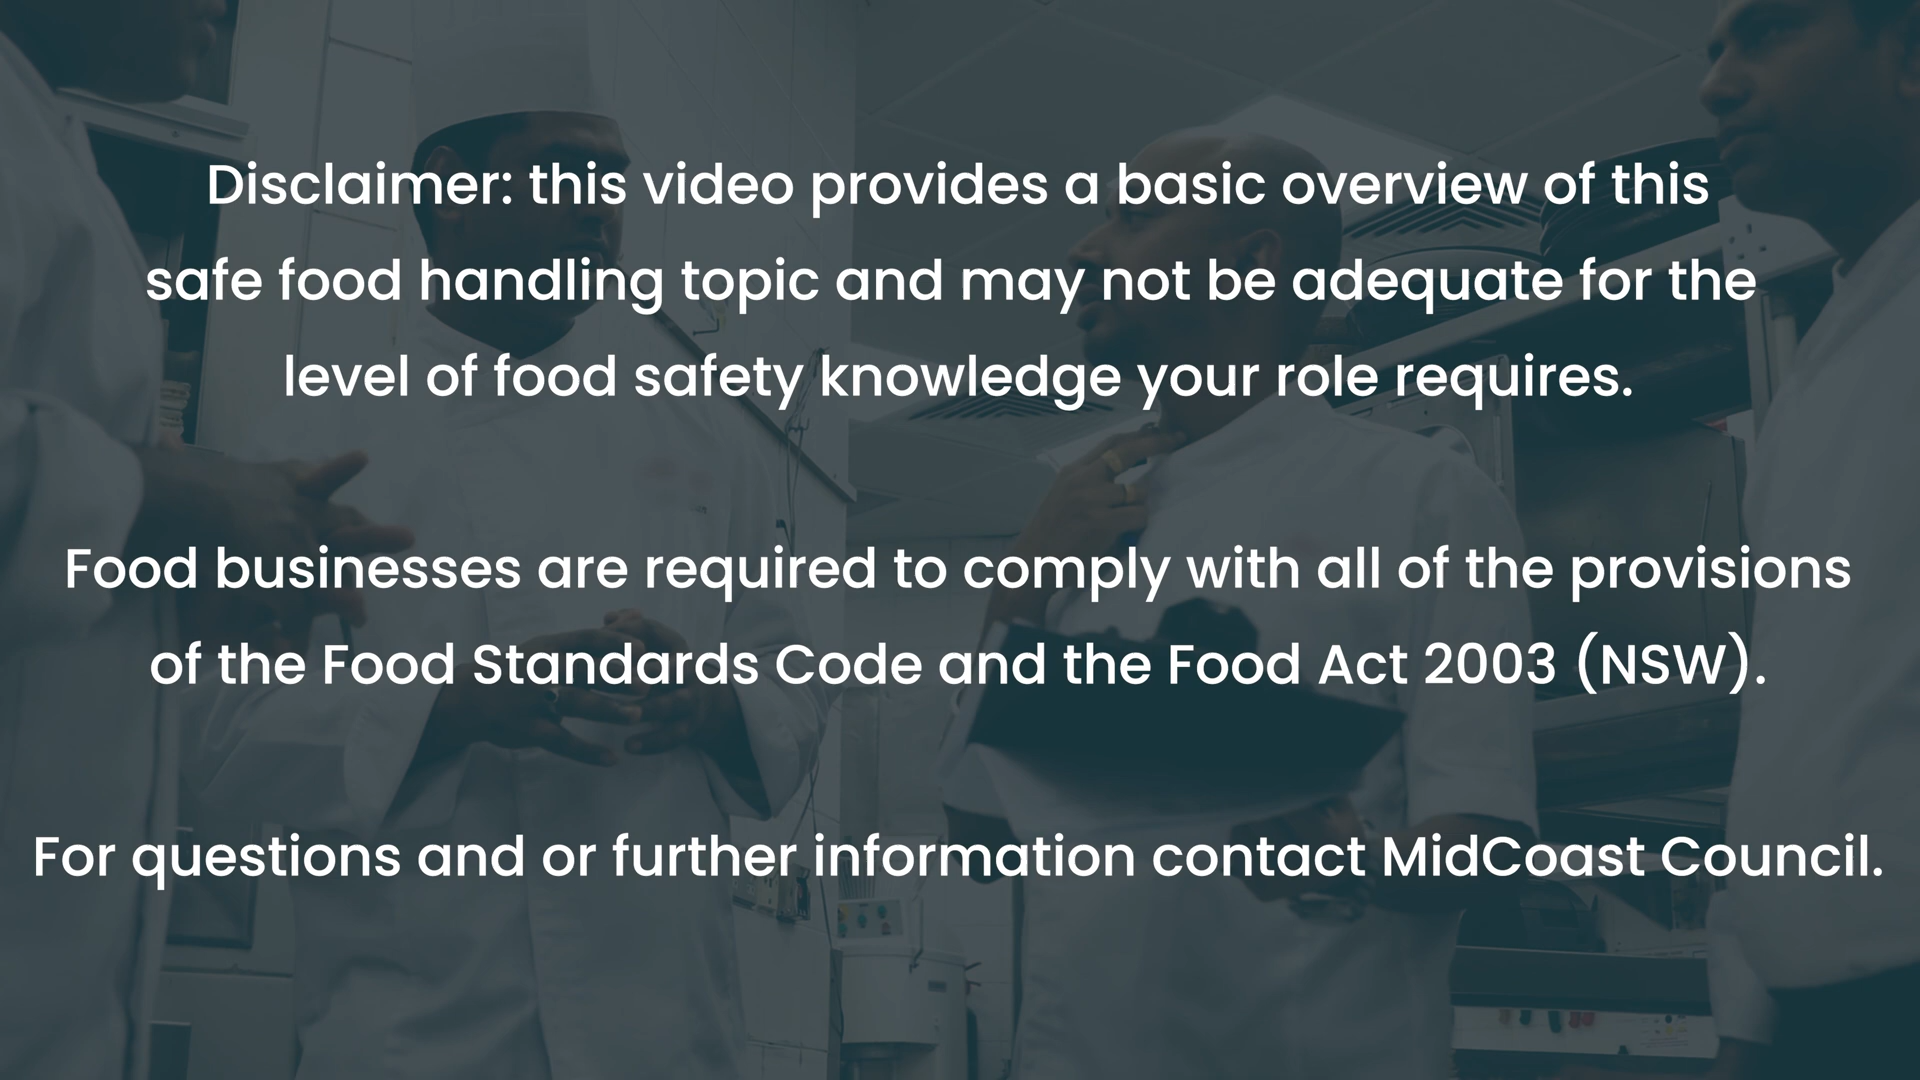 Disclaimer: this video provides a basic overview of this
safe food handling topic and may not be adequate for the
level of food safety knowledge your role requires.
Food businesses are required to comply with all of the provisions
of the Food Standards Code and the Food Act 2003 (NSW).
For questions and or further information contact MidCoast Council.